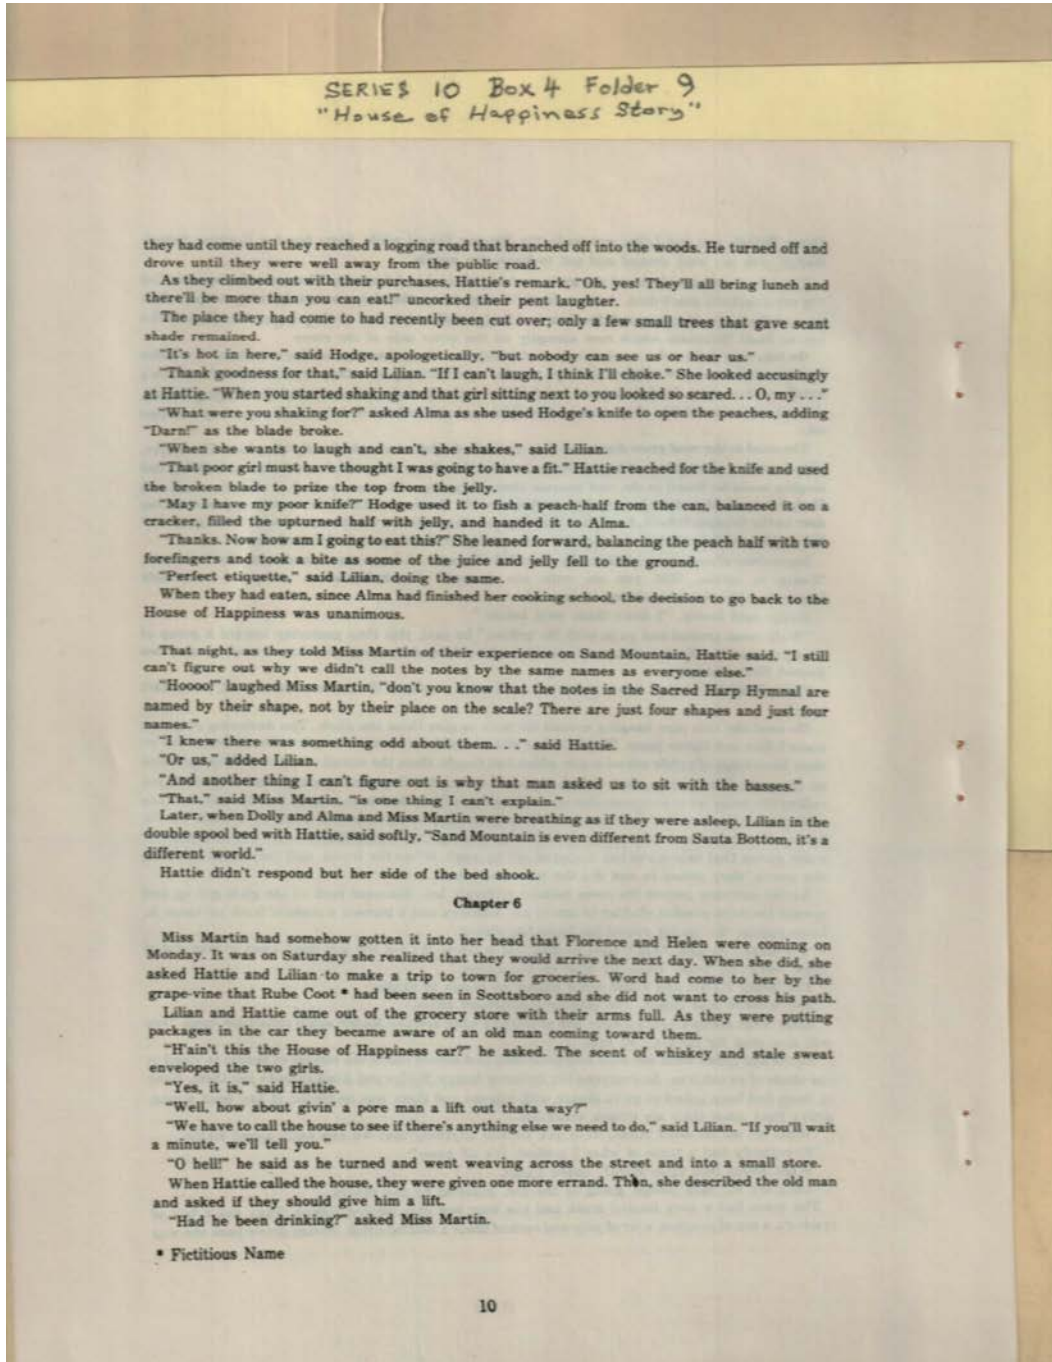 SERIES 10 Box 4 Folder 9
"House of Happiness Story"
they had come until they reached a logging road that branched off into the woods. He turned off and
drove until they were well away from the public road.
As they climbed out with their purchases, Hattie's remark, "Oh, yes! They'll all bring lunch and
there'll be more than you can eat!" uncorked their pent laughter.
The place they had come to had recently been cut over; only a few small trees that gave scant
shade remained.
"It's hot in here," said Hodge, apologetically, "but nobody can see us or hear us."
"Thank goodness for that," said Lilian. "If I can't laugh, I think I'll choke." She looked accusingly
at Hattie. "When you started shaking and that girl sitting next to you looked so scared. . . O, my . . ."
"What were you shaking for?" asked Alma as she used Hodge's knife to open the peaches, adding
"Darn!" as the blade broke.
"When she wants to laugh and can't, she shakes," said Lilian.
"That poor girl must have thought I was going to have a fit." Hattie reached for the knife and used
the broken blade to prize the top from the jelly.
"May I have my poor knife?" Hodge used it to fish a peach-half from the can, balanced it on a
cracker, filled the upturned half with jelly, and handed it to Alma.
"Thanks. Now how am I going to eat this?" She leaned forward, balancing the peach half with two
forefingers and took a bite as some of the juice and jelly fell to the ground.
"Perfect etiquette," said Lilian, doing the same.
When they had eaten, since Alma had finished her cooking school, the decision to go back to the
House of Happiness was unanimous.
That night, as they told Miss Martin of their experience on Sand Mountain, Hattie said. "I still
can't figure out why we didn't call the notes by the same names as everyone else."
"Hoooo!" laughed Miss Martin, "don't you know that the notes in the Sacred Harp Hymnal are
named by their shape, not by their place on the scale? There are just four shapes and just four
names."
"I knew there was something odd about them. . ." said Hattie.
"Or us," added Lilian.
"And another thing I can't figure out is why that man asked us to sit with the basses."
"That," said Miss Martin, "is one thing I can't explain."
Later, when Dolly and Alma and Miss Martin were breathing as if they were asleep, Lilian in the
double spool bed with Hattie, said softly, "Sand Mountain is even different from Sauta Bottom, it's a
different world."
Hattie didn't respond but her side of the bed shook.
Chapter 6
Miss Martin had somehow gotten it into her head that Florence and Helen were coming on
Monday. It was on Saturday she realized that they would arrive the next day. When she did, she
asked Hattie and Lilian to make a trip to town for groceries. Word had come to her by the
grape-vine that Rube Coot * had been seen in Scottsboro and she did not want to cross his path.
Lilian and Hattie came out of the grocery store with their arms full. As they were putting
packages in the car they became aware of an old man coming toward them.
"H'ain't this the House of Happiness car?" he asked. The scent of whiskey and stale sweat
enveloped the two girls.
"Yes, it is," said Hattie.
"Well, how about givin' a pore man a lift out thata way?"
"We have to call the house to see if there's anything else we need to do," said Lilian. "If you'll wait
a minute, we'll tell you."
"O hell!" he said as he turned and went weaving across the street and into a small store.
When Hattie called the house, they were given one more errand. Then, she described the old man
and asked if they should give him a lift.
"Had he been drinking?" asked Miss Martin.
* Fictitious Name
10